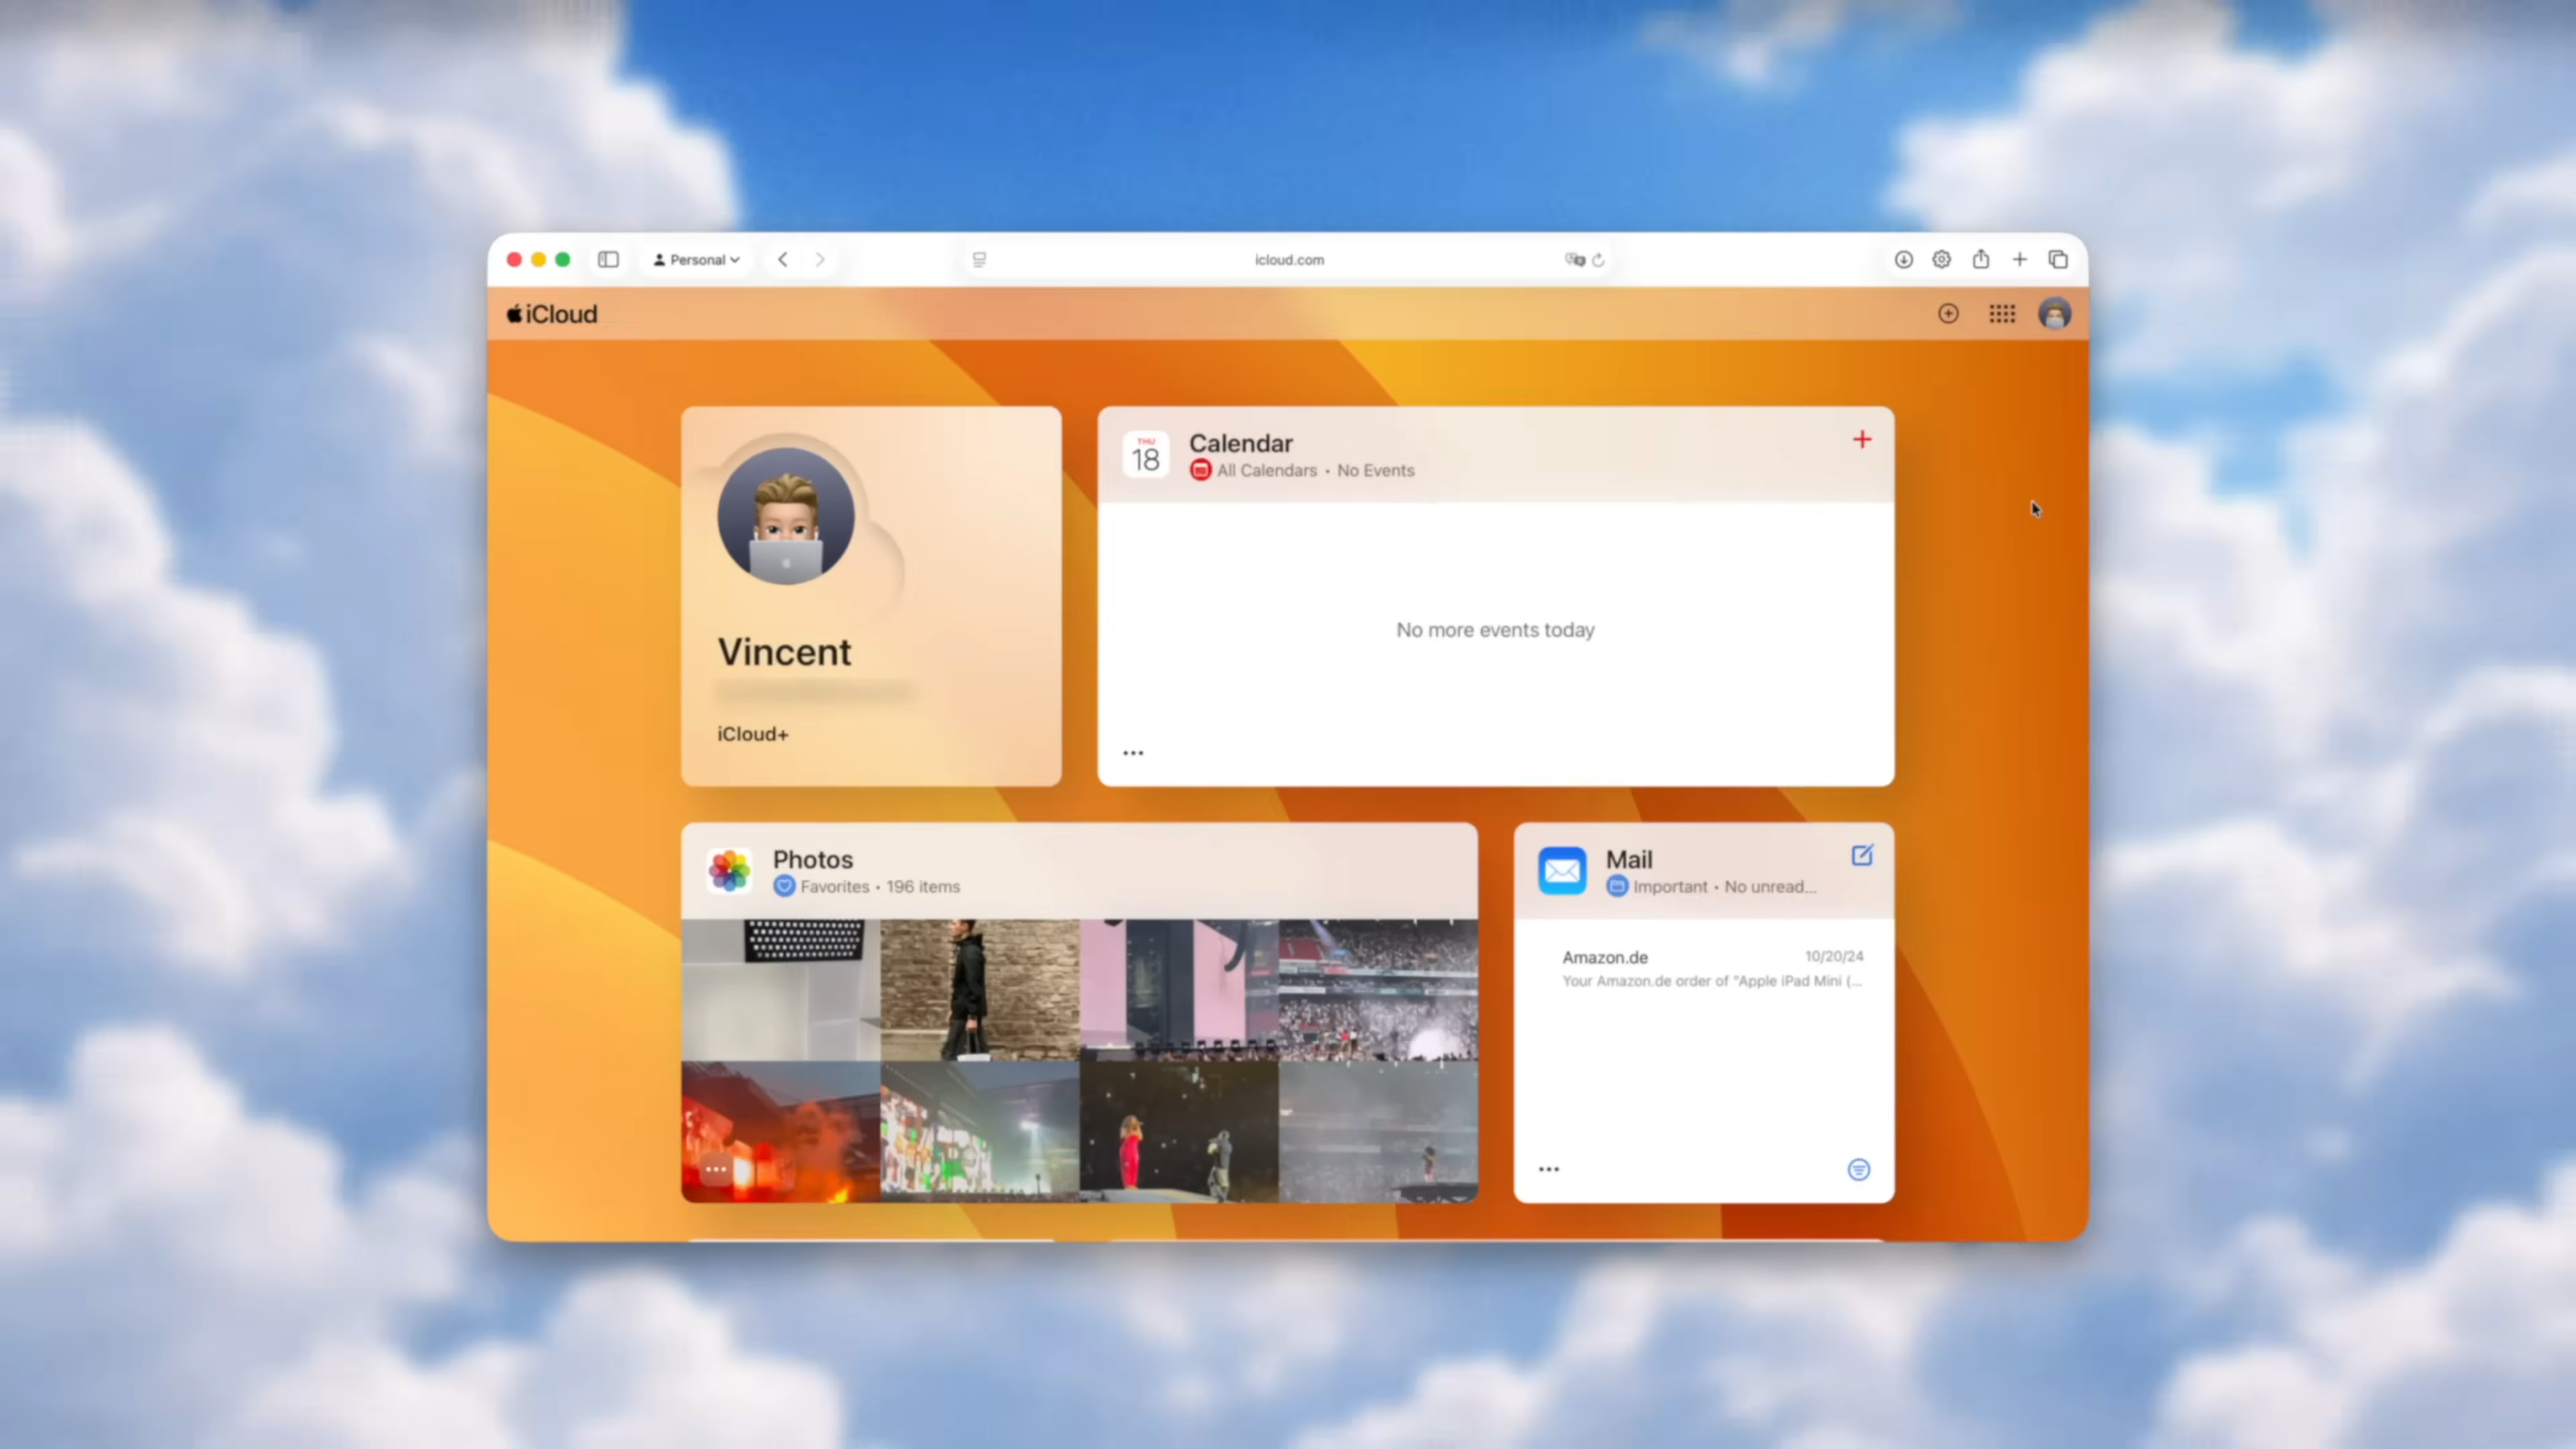 Personal
icloud.com
iCloud
Vincent
iCloud+
THU
18
Calendar
All Calendars • No Events
No more events today
Photos
Favorites • 196 items
Mail
Important • No unread...
Amazon.de 10/20/24
Your Amazon.de order of "Apple iPad Mini (...